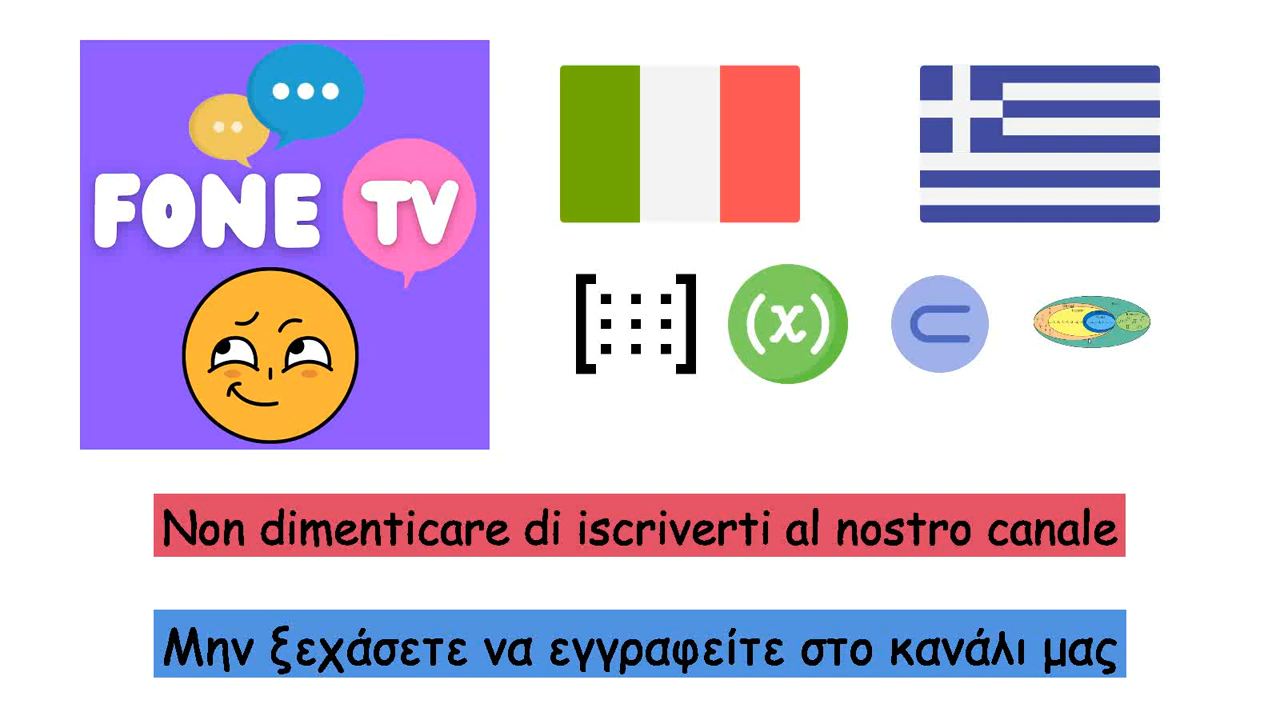 FONE TV
(x)
Non dimenticare di iscriverti al nostro canale
Μην ξεχάσετε να εγγραφείτε στο κανάλι μας